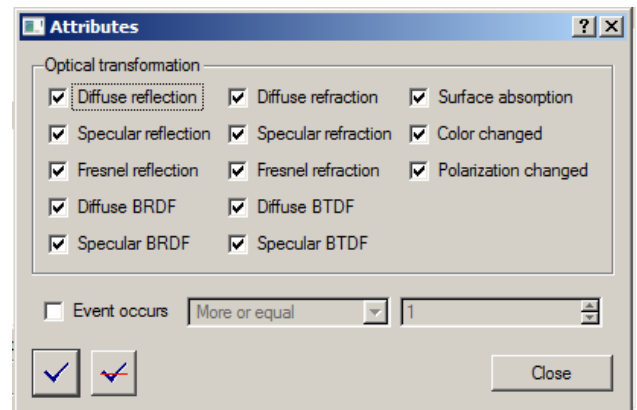 Attributes
Optical transformation
Diffuse reflection Diffuse refraction Surface absorption
Specular reflection Specular refraction Color changed
Fresnel reflection Fresnel refraction Polarization changed
Diffuse BRDF Diffuse BTDF
Specular BRDF Specular BTDF
Event occurs More or equal 1
Close